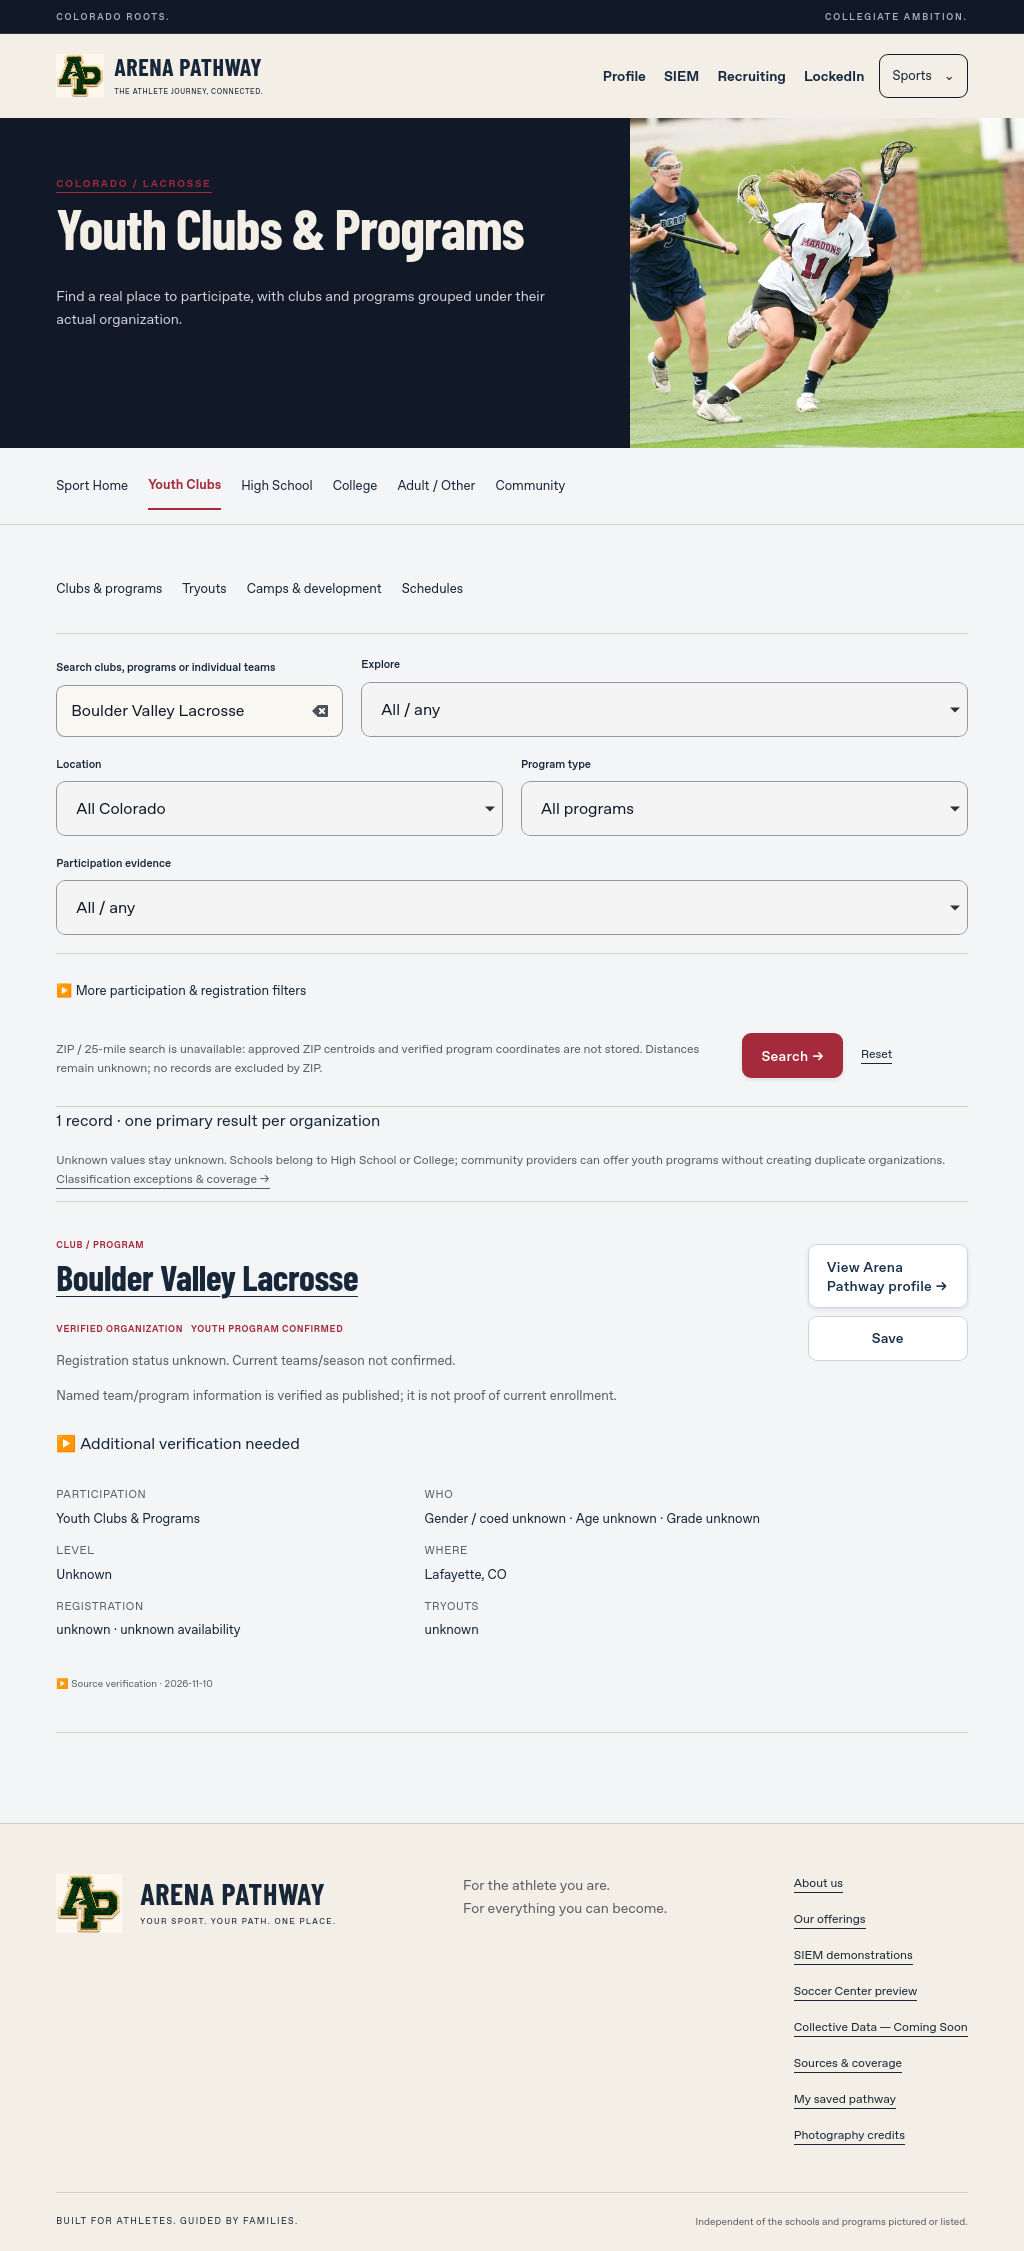 COLORADO ROOTS.
COLLEGIATE AMBITION.
AP
ARENA PATHWAY
THE ATHLETE JOURNEY, CONNECTED.
Profile
SIEM
Recruiting
LockedIn
Sports
COLORADO / LACROSSE
Youth Clubs & Programs
Find a real place to participate, with clubs and programs grouped under their
actual organization.
BEARS
MAROONS
11
Sport Home
Youth Clubs
High School
College
Adult / Other
Community
Clubs & programs
Tryouts
Camps & development
Schedules
Search clubs, programs or individual teams
Boulder Valley Lacrosse
Explore
All / any
Location
All Colorado
Program type
All programs
Participation evidence
All / any
▶️ More participation & registration filters
ZIP / 25-mile search is unavailable: approved ZIP centroids and verified program coordinates are not stored. Distances
remain unknown; no records are excluded by ZIP.
Search →
Reset
1 record · one primary result per organization
Unknown values stay unknown. Schools belong to High School or College; community providers can offer youth programs without creating duplicate organizations.
Classification exceptions & coverage →
CLUB / PROGRAM
Boulder Valley Lacrosse
View Arena
Pathway profile →
Save
VERIFIED ORGANIZATION YOUTH PROGRAM CONFIRMED
Registration status unknown. Current teams/season not confirmed.
Named team/program information is verified as published; it is not proof of current enrollment.
▶️ Additional verification needed
PARTICIPATION
Youth Clubs & Programs
WHO
Gender / coed unknown · Age unknown · Grade unknown
LEVEL
Unknown
WHERE
Lafayette, CO
REGISTRATION
unknown · unknown availability
TRYOUTS
unknown
▶️ Source verification · 2026-11-10
AP
ARENA PATHWAY
YOUR SPORT. YOUR PATH. ONE PLACE.
For the athlete you are.
For everything you can become.
About us
Our offerings
SIEM demonstrations
Soccer Center preview
Collective Data — Coming Soon
Sources & coverage
My saved pathway
Photography credits
BUILT FOR ATHLETES. GUIDED BY FAMILIES.
Independent of the schools and programs pictured or listed.